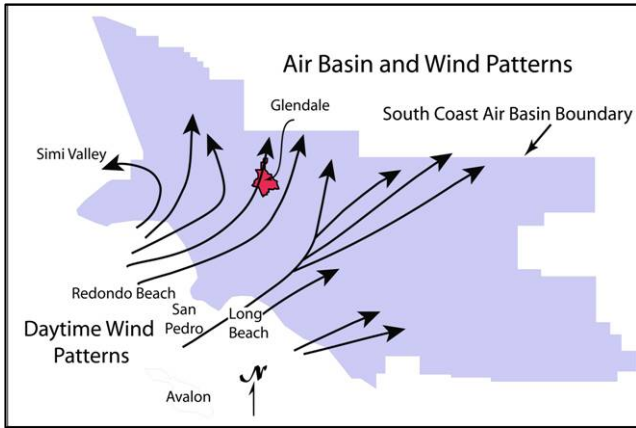 Air Basin and Wind Patterns
Glendale
South Coast Air Basin Boundary
Simi Valley
Redondo Beach
San
Pedro
Long
Beach
Daytime Wind
Patterns
Avalon
N